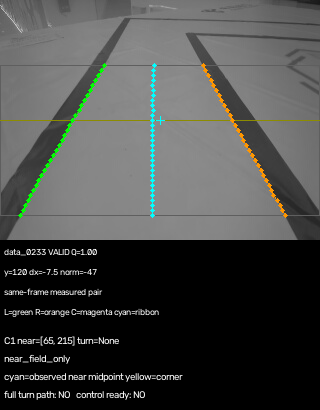 data_0233 VALID Q=1.00
y=120 dx=-7.5 norm=-47
same-frame measured pair
L=green R=orange C=magenta cyan=ribbon
C1 near=[65, 215] turn=None
near_field_only
cyan=observed near midpoint yellow=corner
full turn path: NO control ready: NO